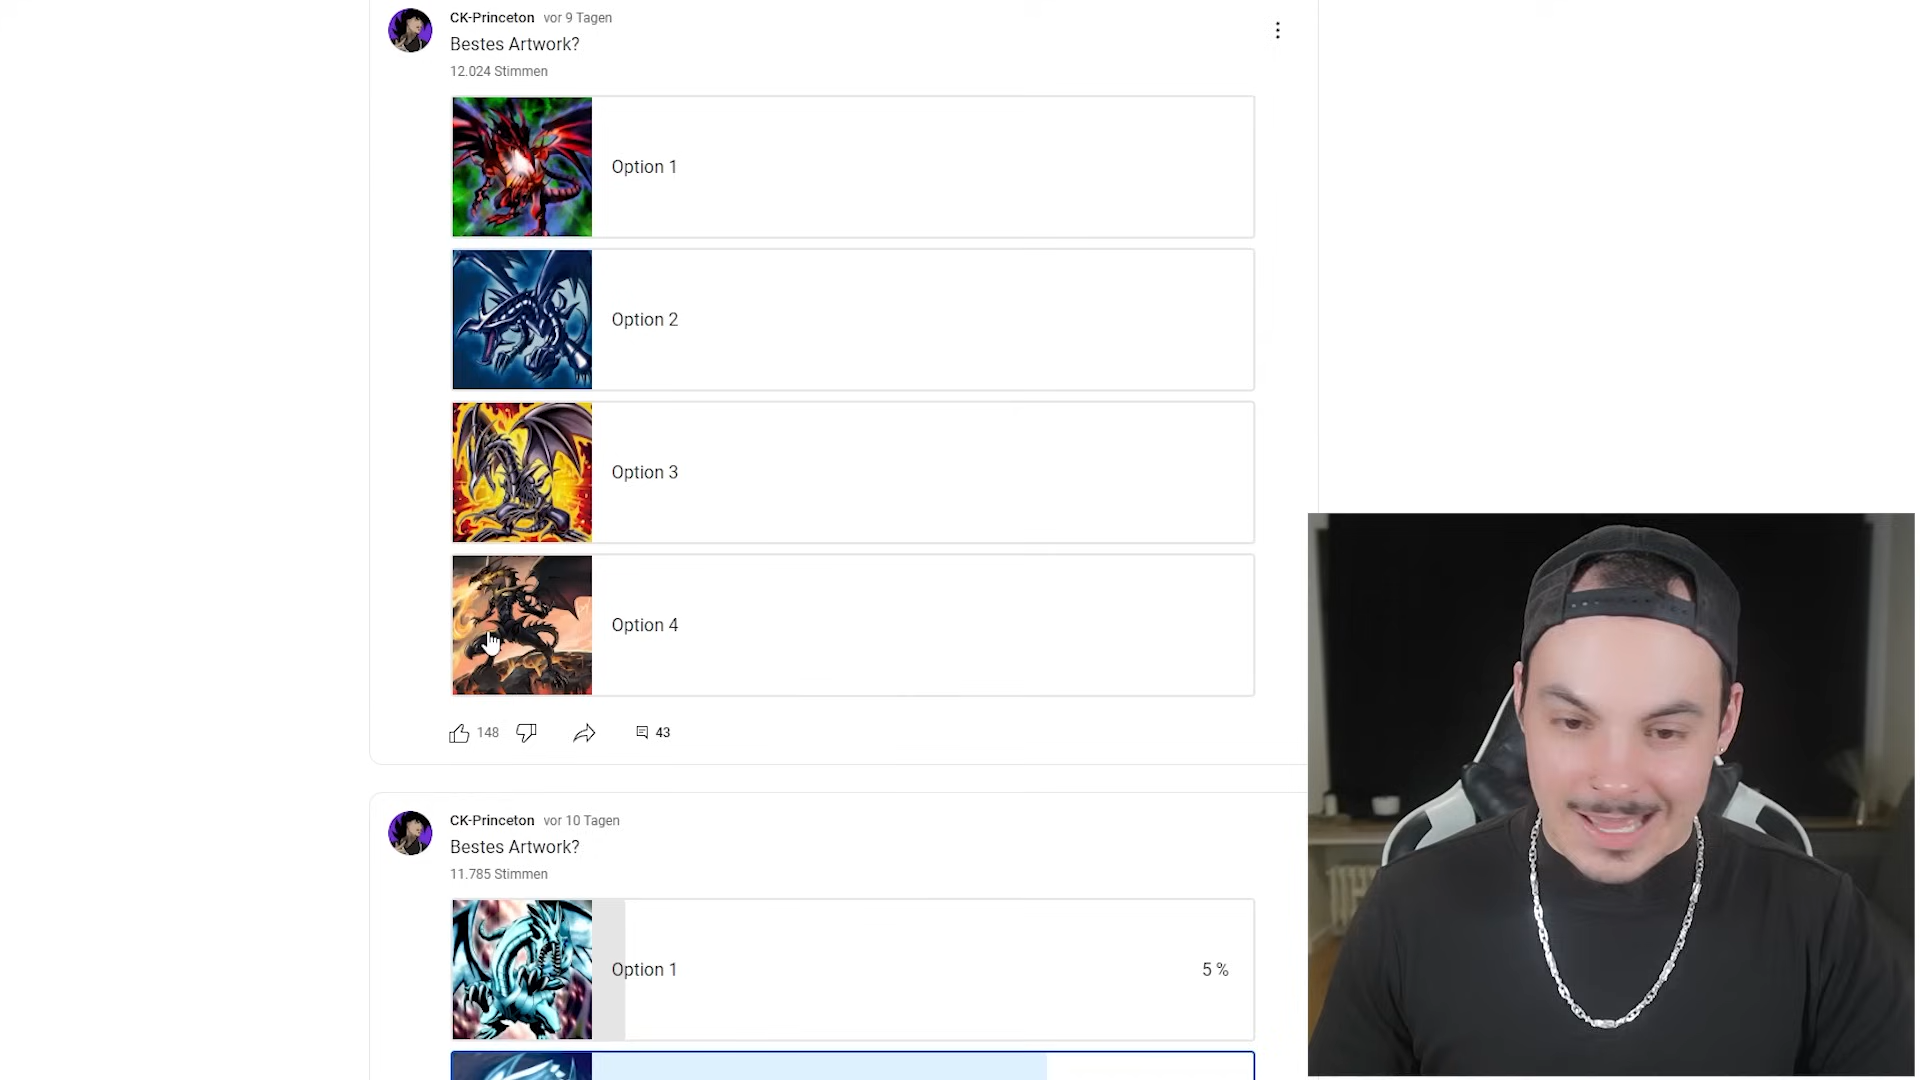 CK-Princeton vor 9 Tagen
Bestes Artwork?
12.024 Stimmen
Option 1
Option 2
Option 3
Option 4
148
43
CK-Princeton vor 10 Tagen
Bestes Artwork?
11.785 Stimmen
Option 1
5 %